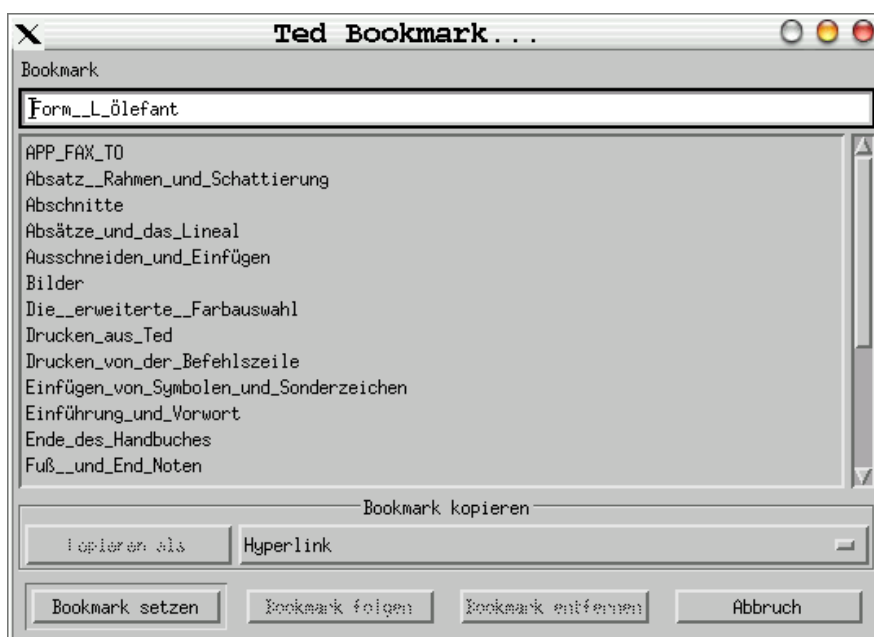 Ted Bookmark...
Bookmark
Form__L_Ölefant
APP_FAX_TO
Absatz__Rahmen_und_Schattierung
Abschnitte
Absätze_und_das_Lineal
Ausschneiden_und_Einfügen
Bilder
Die__erweiterte__Farbauswahl
Drucken_aus_Ted
Drucken_von_der_Befehlszeile
Einfügen_von_Symbolen_und_Sonderzeichen
Einführung_und_Vorwort
Ende_des_Handbuches
Fuß__und_End_Noten
Bookmark kopieren
Kopieren als Hyperlink
Bookmark setzen Bookmark folgen Bookmark entfernen Abbruch